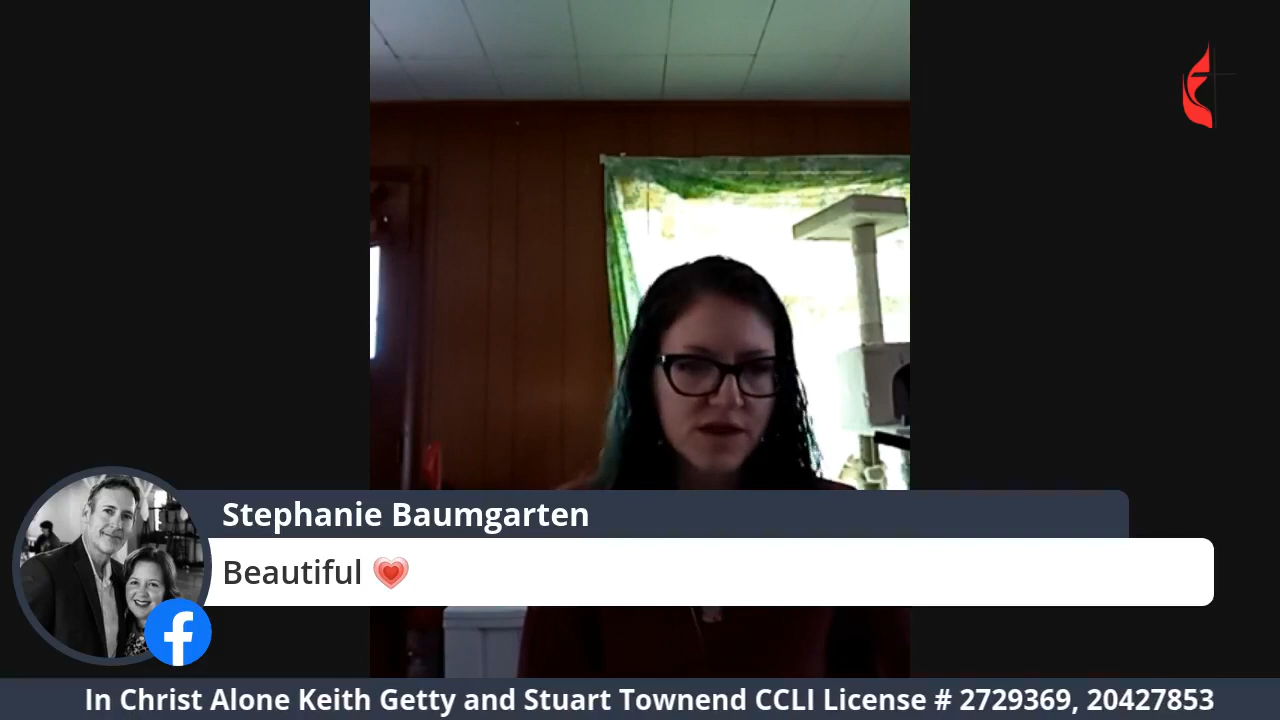 Stephanie Baumgarten
Beautiful 💗
In Christ Alone Keith Getty and Stuart Townend CCLI License # 2729369, 20427853